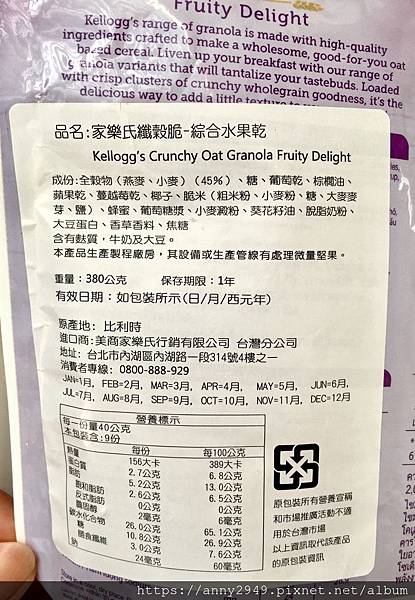 Fruity Delight
Kellogg's range of granola is made with high-quality
ingredients crafted to make a wholesome, good-for-you oat
based cereal. Liven up your breakfast with our range of
granola variants that will tantalize your tastebuds. Loaded
with crisp clusters of crunchy wholegrain goodness, it's the
delicious way to add a little texture to
品名:家樂氏纖穀脆-綜合水果乾
Kellogg's Crunchy Oat Granola Fruity Delight
成份:全穀物(燕麥、小麥)(45%)、糖、葡萄乾、棕櫚油、
蘋果乾、蔓越莓乾、椰子、脆米(粗米粉、小麥粉、糖、大麥麥
芽、鹽)、蜂蜜、葡萄糖漿、小麥澱粉、葵花籽油、脫脂奶粉、
大豆蛋白、香草香料、焦糖
含有麩質,牛奶及大豆。
本產品生產製程廠房,其設備或生產管線有處理微量堅果。
重量:380公克 保存期限:1年
有效日期:如包裝所示(日/月/西元年)
原產地: 比利時
進口商:美商家樂氏行銷有限公司 台灣分公司
地址: 台北市內湖區內湖路一段314號4樓之一
消費者專線: 0800-888-929
JAN=1月, FEB=2月, MAR=3月, APR=4月, MAY=5月, JUN=6月,
JUL=7月, AUG=8月, SEP=9月, OCT=10月, NOV=11月, DEC=12月
營養標示
每一份量40公克
本包裝含:9份
每份 每100公克
熱量 156大卡 389大卡
蛋白質 2.7公克 6.8公克
脂肪 5.2公克 13.0公克
飽和脂肪 2.6公克 6.5公克
反式脂肪 0公克 0公克
膽固醇 2毫克 6毫克
碳水化合物 26.0公克 65.1公克
糖 10.8公克 26.9公克
膳食纖維 3.0公克 7.6公克
鈉 24毫克 60毫克
原包裝所有營養宣稱
和市場推廣活動不適
用於台灣市場
以上資訊取代該產品
的原包裝資訊
https://anny2949.pixnet.net/album